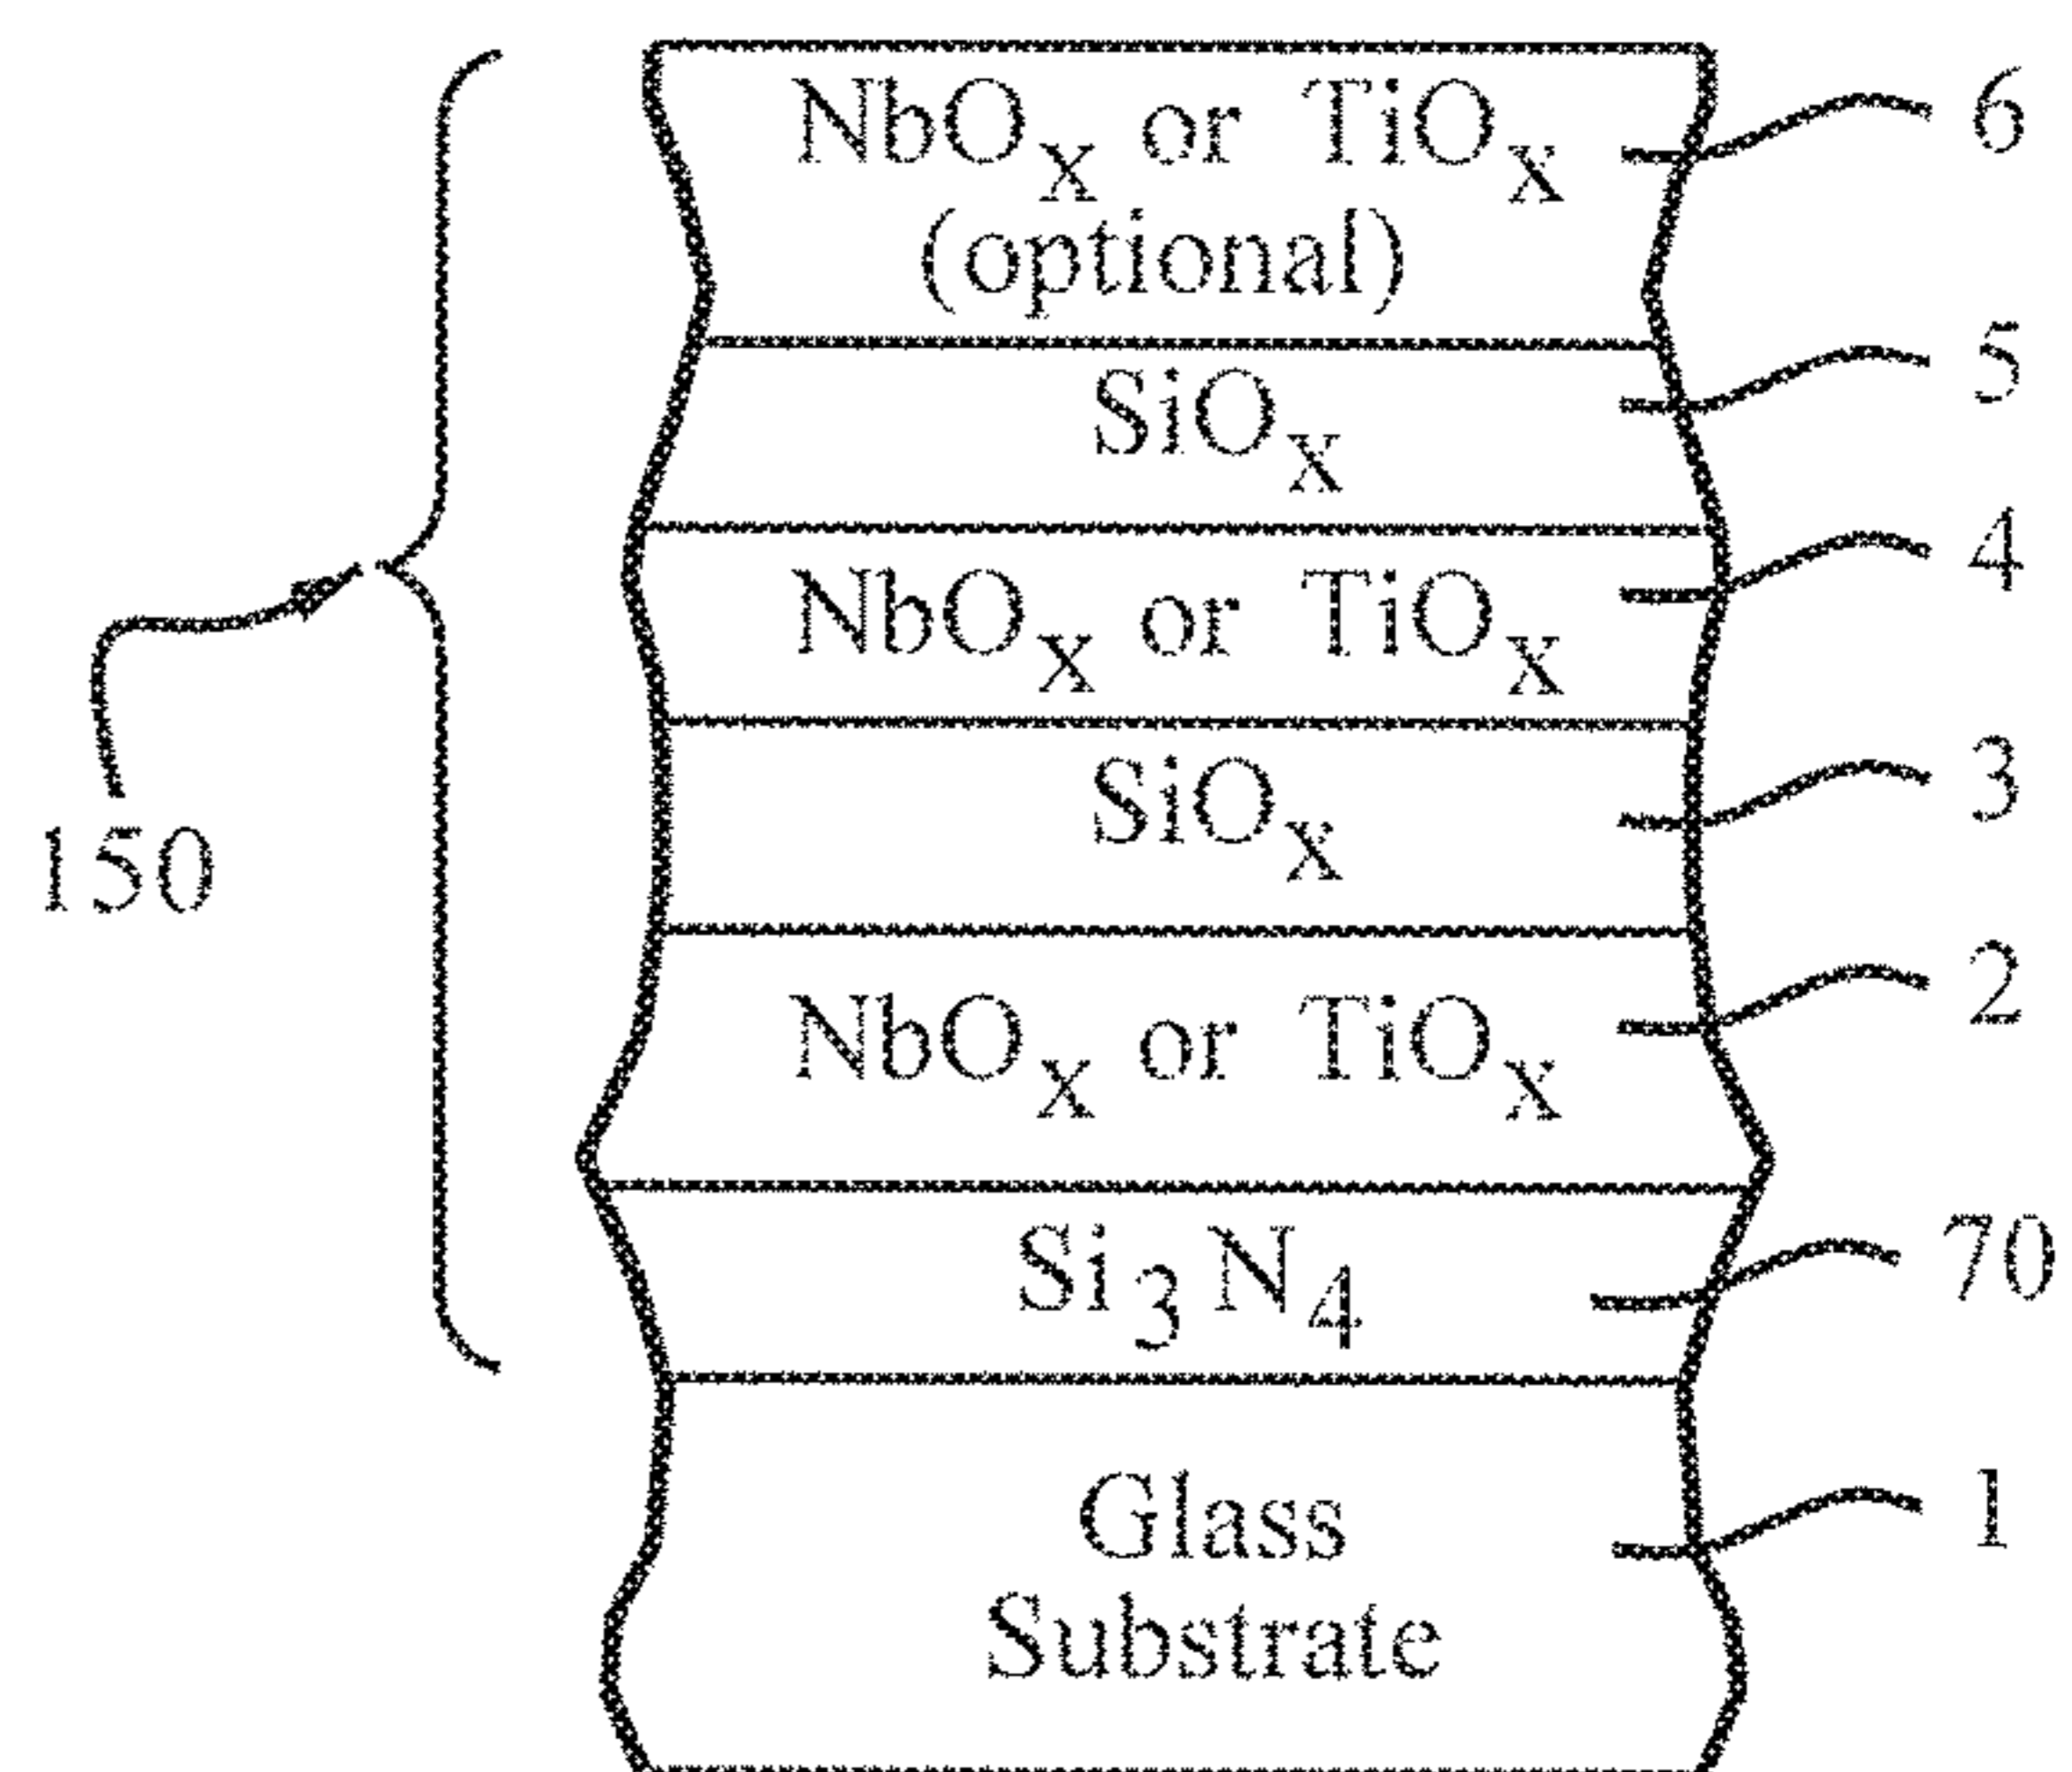 NbOX or TiOX 6
(optional)
SiOX 5
NbOX or TiOX 4
SiOX 3
150
NbOX or TiOX 2
Si3N4 70
Glass 1
Substrate